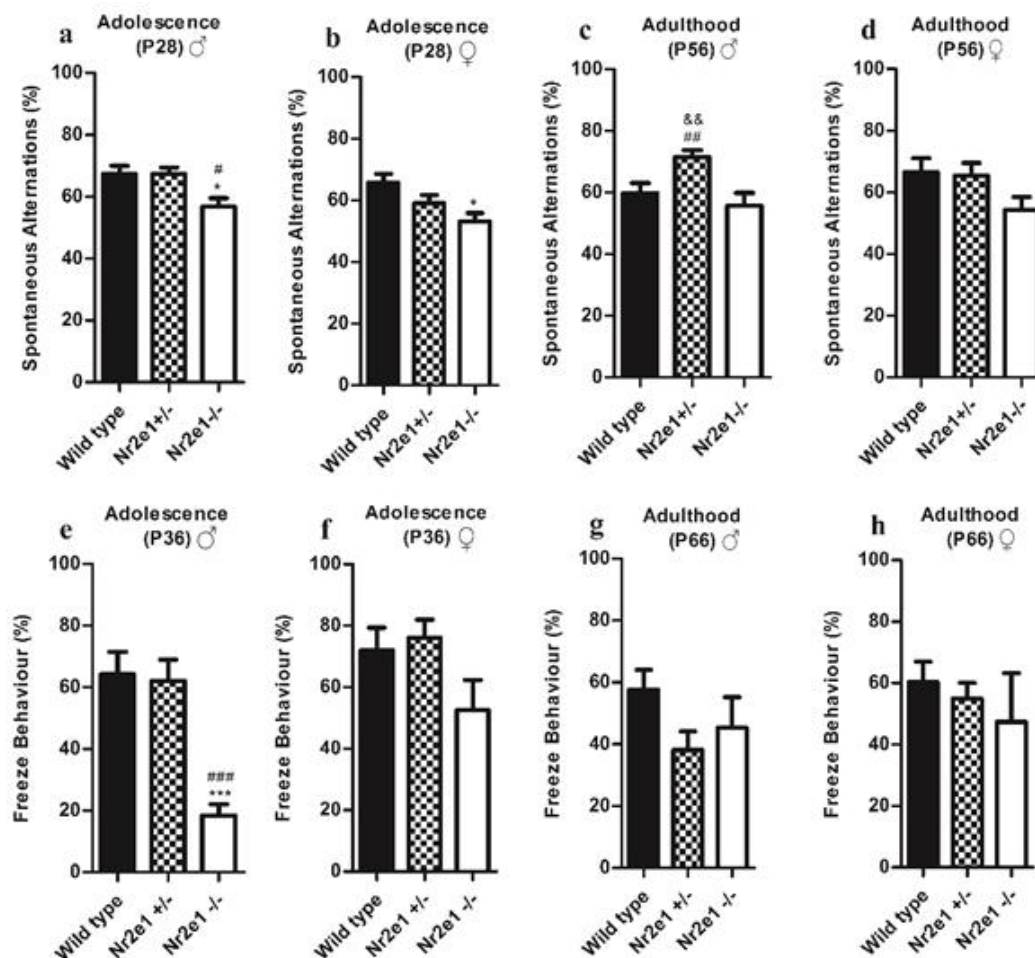 a Adolescence (P28) ♂
Spontaneous Alternations (%)
100
80
60
40
20
0
#
*
Wild type
Nr2e1+/-
Nr2e1-/-
b Adolescence (P28) ♀
Spontaneous Alternations (%)
100
80
60
40
20
0
*
Wild type
Nr2e1+/-
Nr2e1-/-
c Adulthood (P56) ♂
Spontaneous Alternations (%)
100
80
60
40
20
0
&&
##
Wild type
Nr2e1+/-
Nr2e1-/-
d Adulthood (P56) ♀
Spontaneous Alternations (%)
100
80
60
40
20
0
Wild type
Nr2e1+/-
Nr2e1-/-
e Adolescence (P36) ♂
Freeze Behaviour (%)
100
80
60
40
20
0
###
***
Wild type
Nr2e1 +/-
Nr2e1 -/-
f Adolescence (P36) ♀
Freeze Behaviour (%)
100
80
60
40
20
0
Wild type
Nr2e1 +/-
Nr2e1 -/-
g Adulthood (P66) ♂
Freeze Behaviour (%)
100
80
60
40
20
0
Wild type
Nr2e1 +/-
Nr2e1 -/-
h Adulthood (P66) ♀
Freeze Behaviour (%)
100
80
60
40
20
0
Wild type
Nr2e1 +/-
Nr2e1 -/-